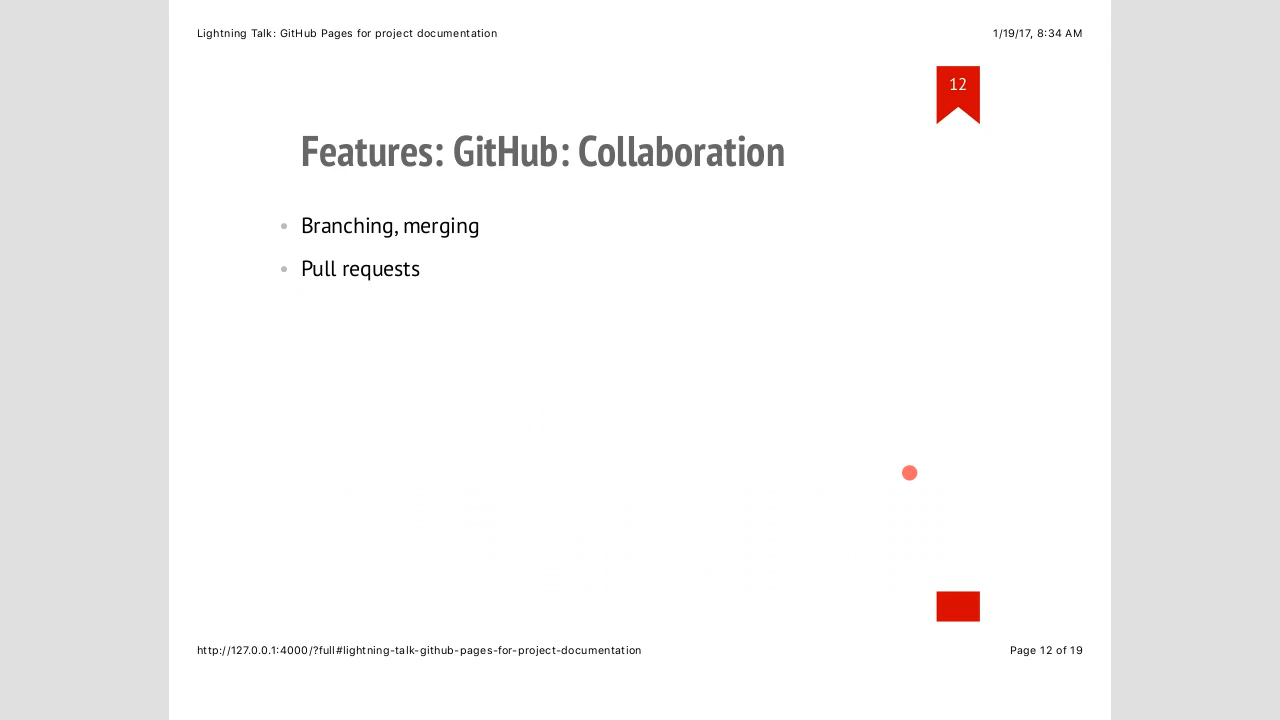 Lightning Talk: GitHub Pages for project documentation
1/19/17, 8:34 AM
12
Features: GitHub: Collaboration
Branching, merging
Pull requests
http://127.0.0.1:4000/?full#lightning-talk-github-pages-for-project-documentation
Page 12 of 19